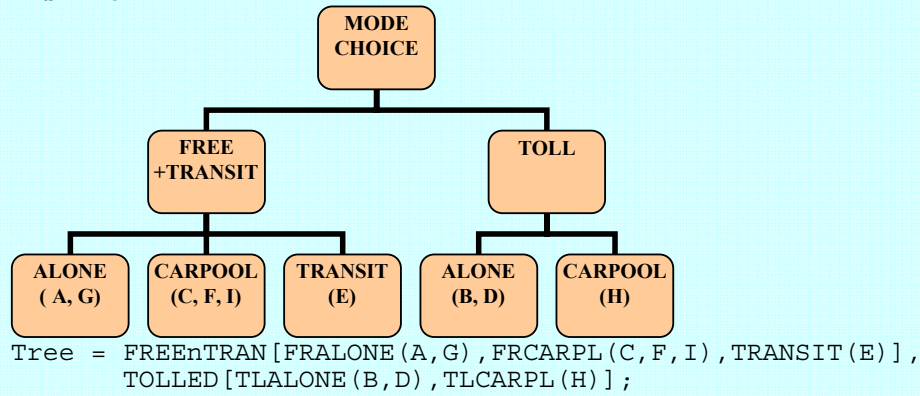 MODE
CHOICE
FREE
+TRANSIT
TOLL
ALONE
( A, G)
CARPOOL
(C, F, I)
TRANSIT
(E)
ALONE
(B, D)
CARPOOL
(H)
Tree = FREEnTRAN[FRALONE(A,G),FRCARPL(C,F,I),TRANSIT(E)],
TOLLED[TLALONE(B,D),TLCARPL(H)];